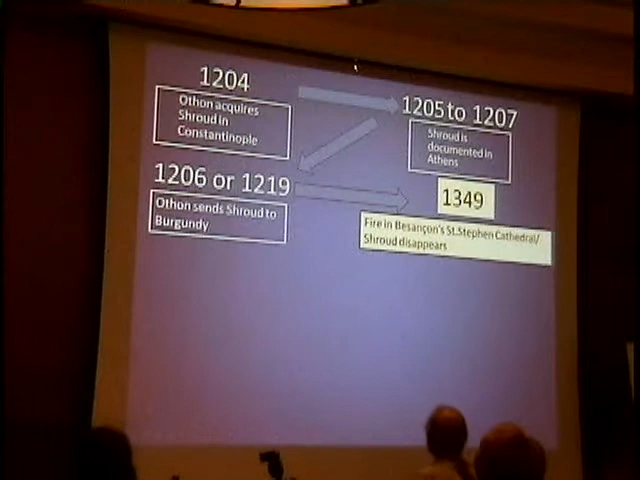 1204
Othon acquires
Shroud in
Constantinople
1205 to 1207
Shroud is
documented in
Athens
1206 or 1219
Othon sends Shroud to
Burgundy
1349
Fire in Besançon's St.Stephen Cathedral/
Shroud disappears